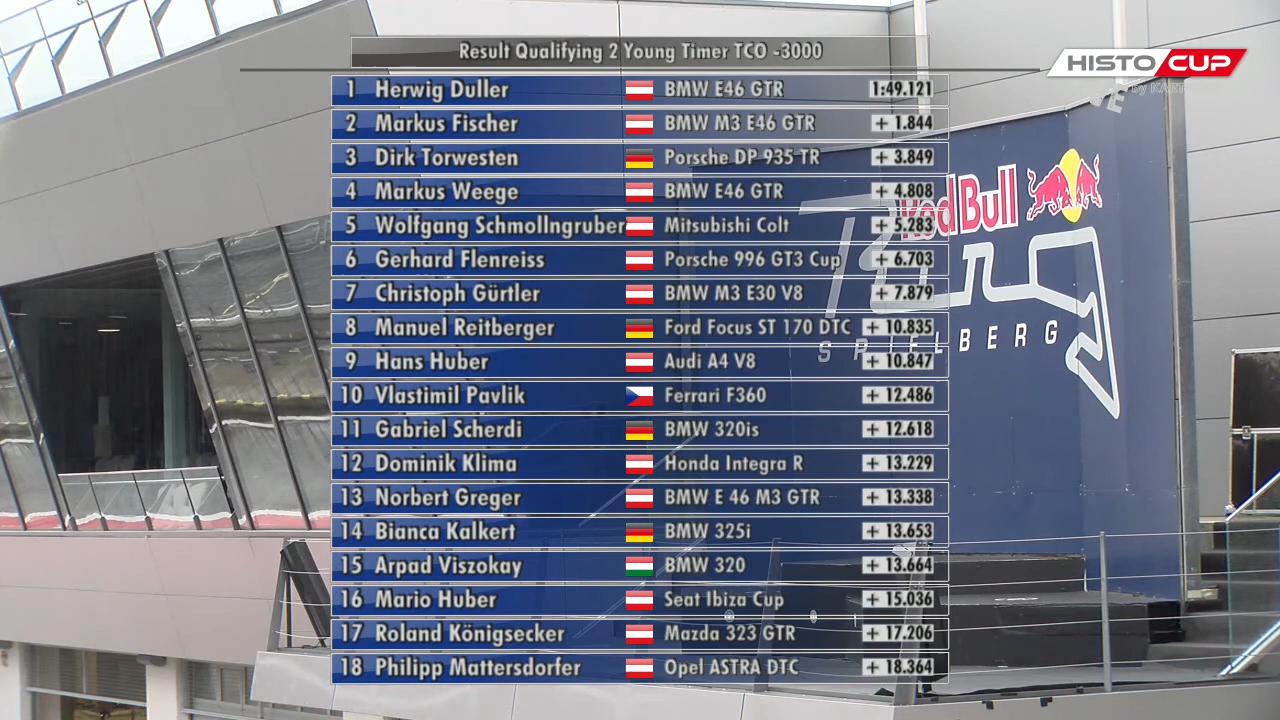 Result Qualifying 2 Young Timer TCO -3000
HISTO CUP
1 Herwig Duller BMW E46 GTR 1:49.121
2 Markus Fischer BMW M3 E46 GTR + 1.844
3 Dirk Torwesten Porsche DP 935 TR + 3.849
4 Markus Weege BMW E46 GTR + 4.808
5 Wolfgang Schmollngruber Mitsubishi Colt + 5.283
6 Gerhard Flenreiss Porsche 996 GT3 Cup + 6.703
7 Christoph Gürtler BMW M3 E30 V8 + 7.879
8 Manuel Reitberger Ford Focus ST 170 DTC + 10.835
9 Hans Huber Audi A4 V8 + 10.847
10 Vlastimil Pavlik Ferrari F360 + 12.486
11 Gabriel Scherdi BMW 320is + 12.618
12 Dominik Klima Honda Integra R + 13.229
13 Norbert Greger BMW E 46 M3 GTR + 13.338
14 Bianca Kalkert BMW 325i + 13.653
15 Arpad Viszokay BMW 320 + 13.664
16 Mario Huber Seat Ibiza Cup + 15.036
17 Roland Königsecker Mazda 323 GTR + 17.206
18 Philipp Mattersdorfer Opel ASTRA DTC + 18.364
Red Bull
SPIELBERG